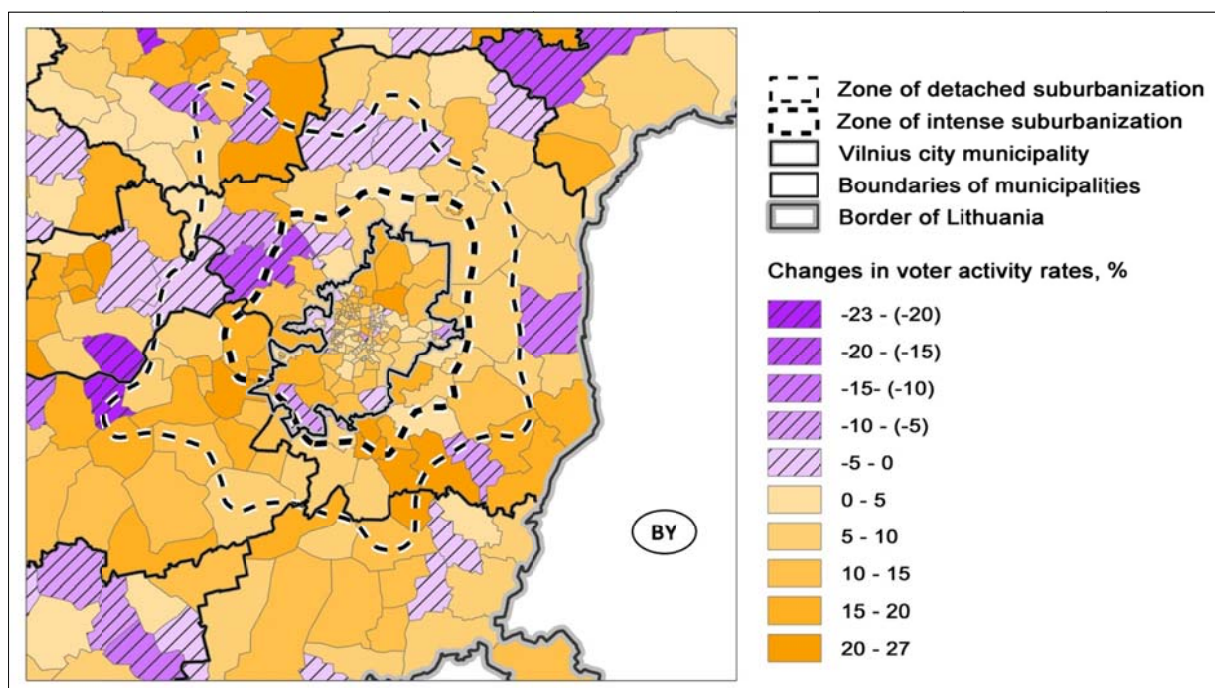 Zone of detached suburbanization
Zone of intense suburbanization
Vilnius city municipality
Boundaries of municipalities
Border of Lithuania
Changes in voter activity rates, %
-23 - (-20)
-20 - (-15)
-15- (-10)
-10 - (-5)
-5 - 0
0 - 5
5 - 10
10 - 15
15 - 20
20 - 27
BY